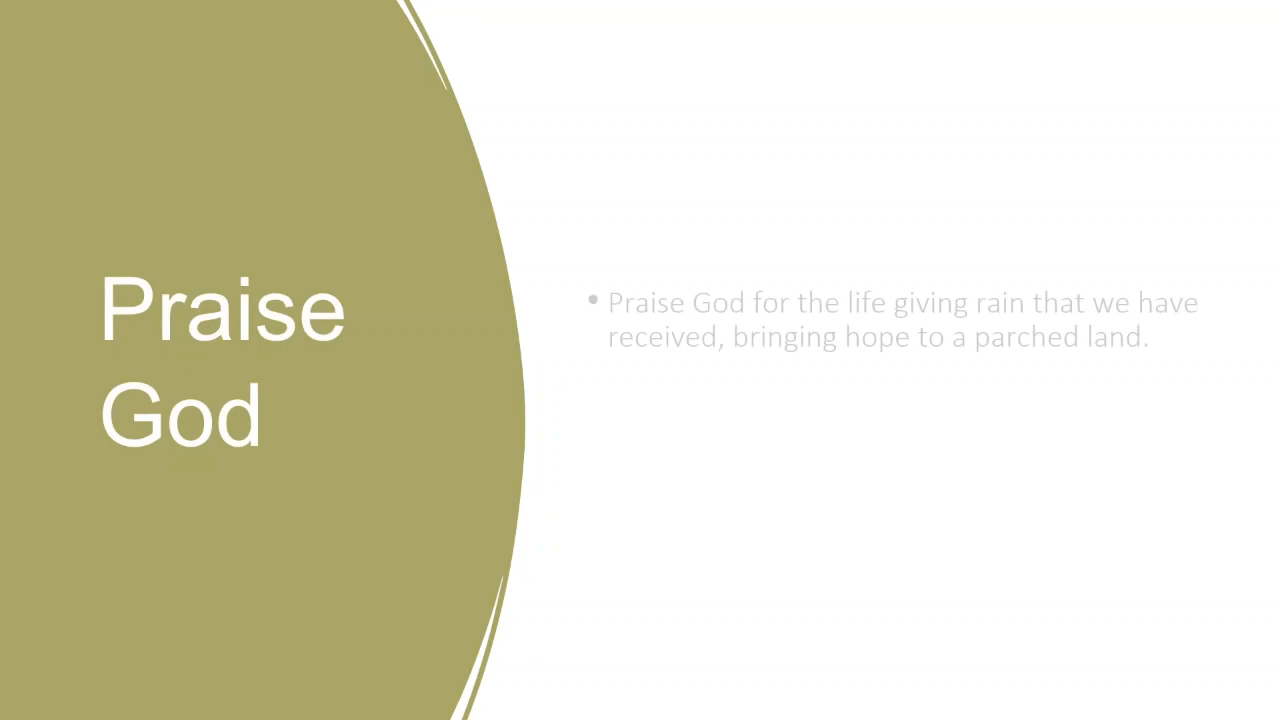 Praise
God
• Praise God for the life giving rain that we have
received, bringing hope to a parched land.